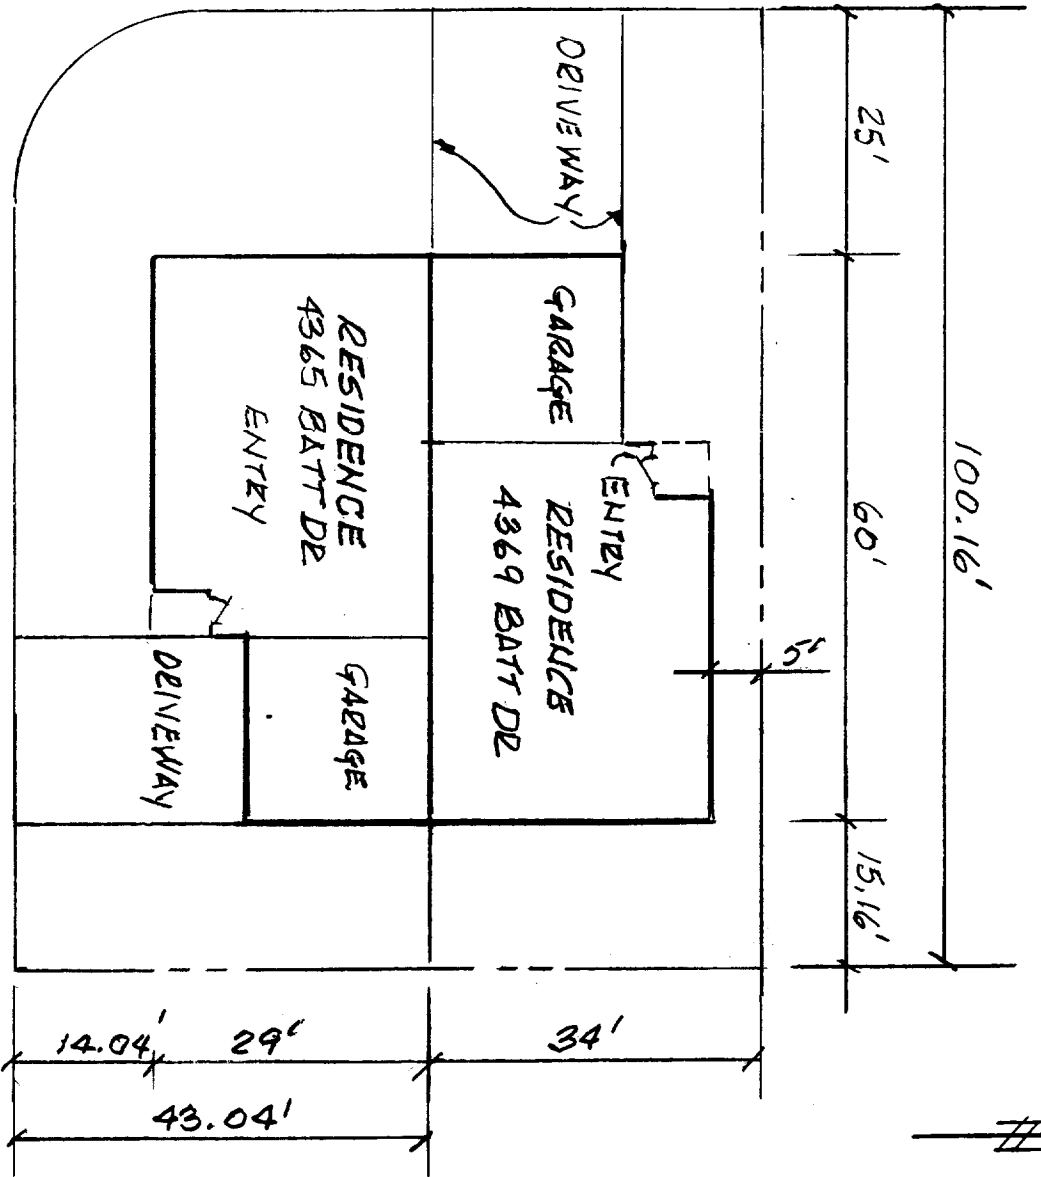 DRIVEWAY
25'
100.16'
GARAGE
RESIDENCE
4365 BATT DR
ENTRY
ENTRY
RESIDENCE
4369 BATT DR
60'
5'
DRIVEWAY
GARAGE
15.16'
14.04'
29'
34'
43.04'